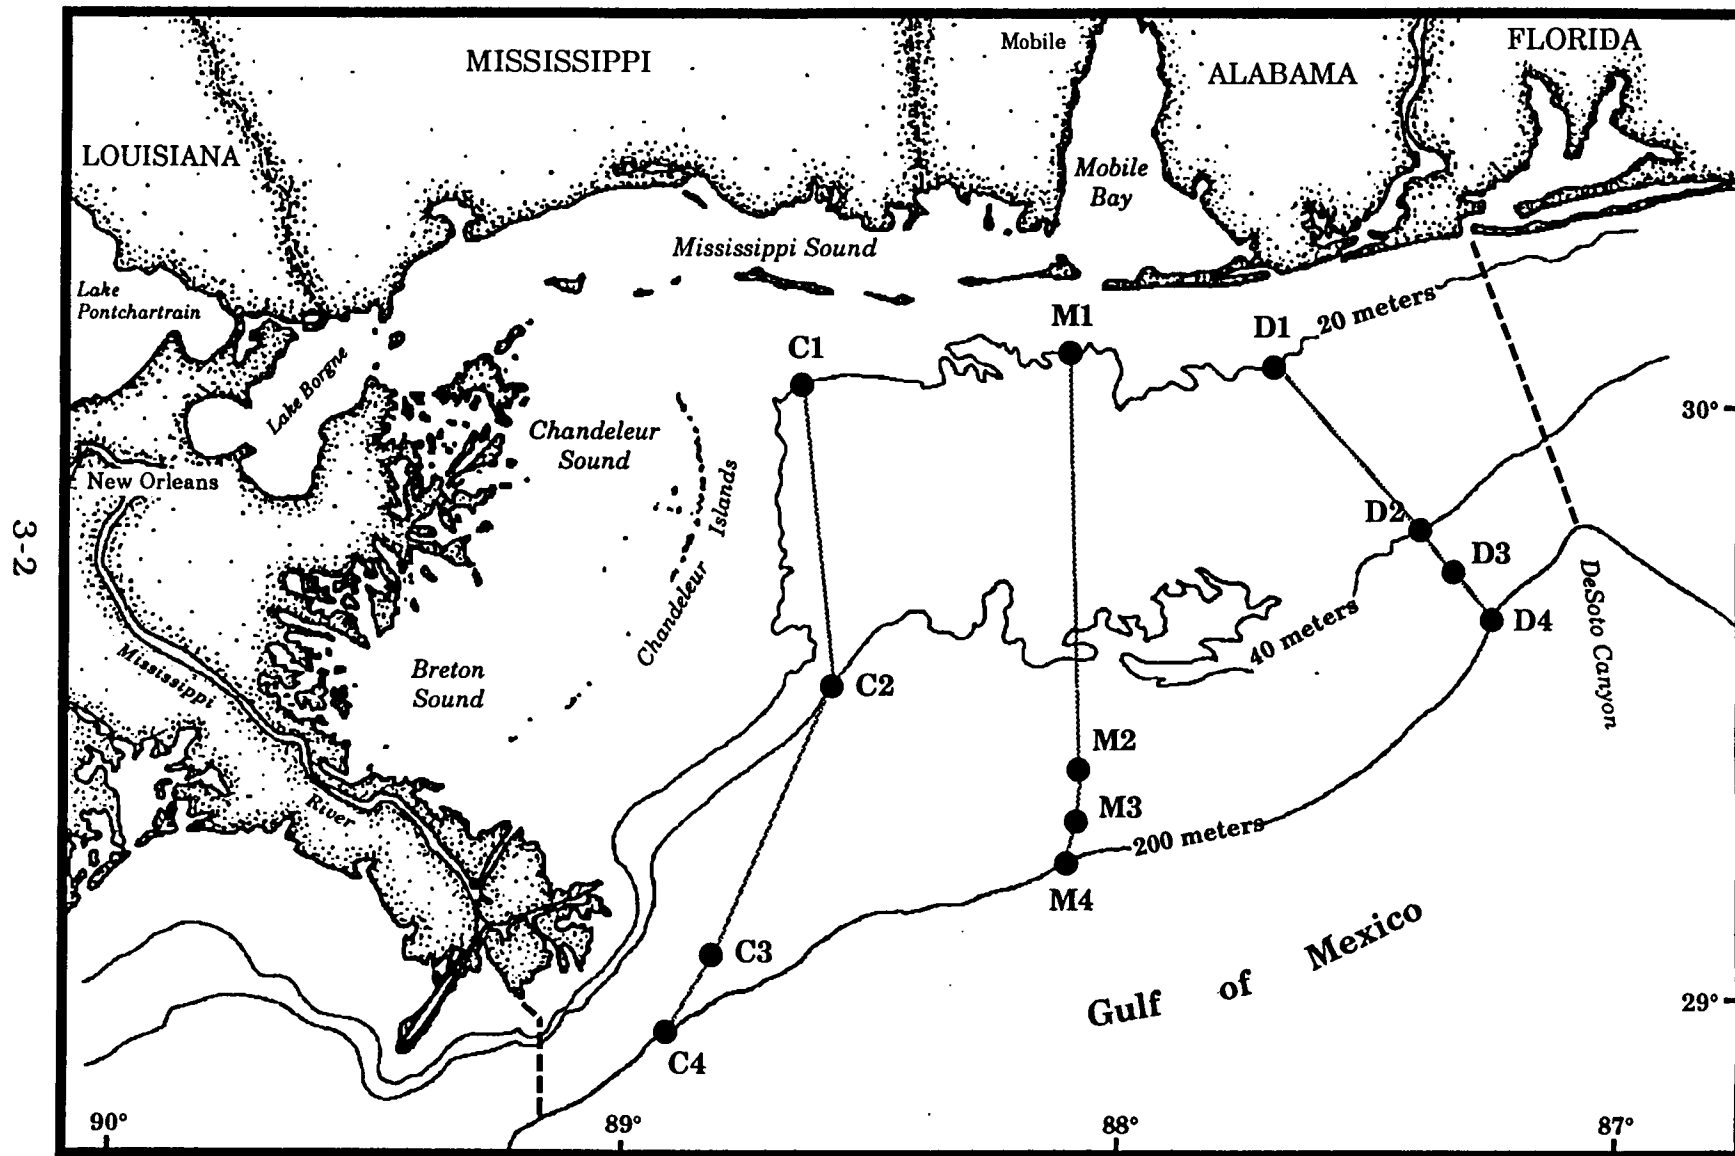 MISSISSIPPI
Mobile
ALABAMA
FLORIDA
LOUISIANA
Mobile
Bay
Mississippi Sound
Lake
Pontchartrain
M1
D1
20 meters
C1
Lake Borgne
30°
Chandeleur
Sound
New Orleans
Chandeleur Islands
D2
D3
D4
3-2
DeSoto Canyon
40 meters
Mississippi River
Breton
Sound
C2
M2
M3
200 meters
M4
C3
Gulf of Mexico
29°
C4
90°
89°
88°
87°